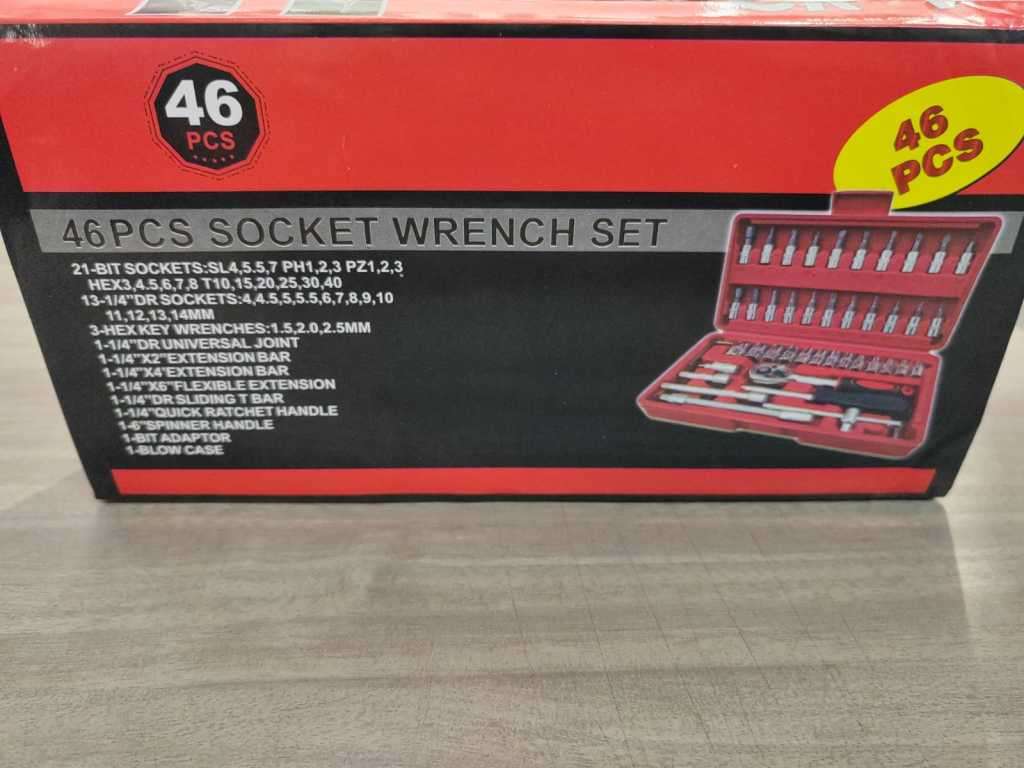 46
PCS
46
PCS
46 PCS SOCKET WRENCH SET
21-BIT SOCKETS:SL4,5.5,7 PH1,2,3 PZ1,2,3
HEX3,4,5,6,7,8 T10,15,20,25,30,40
13-1/4"DR SOCKETS:4,4.5,5,5.5,6,7,8,9,10
11,12,13,14MM
3-HEX KEY WRENCHES:1.5,2.0,2.5MM
1-1/4"DR UNIVERSAL JOINT
1-1/4"X2"EXTENSION BAR
1-1/4"X4"EXTENSION BAR
1-1/4"X6"FLEXIBLE EXTENSION
1-1/4"DR SLIDING T BAR
1-1/4"QUICK RATCHET HANDLE
1-6"SPINNER HANDLE
1-BIT ADAPTOR
1-BLOW CASE